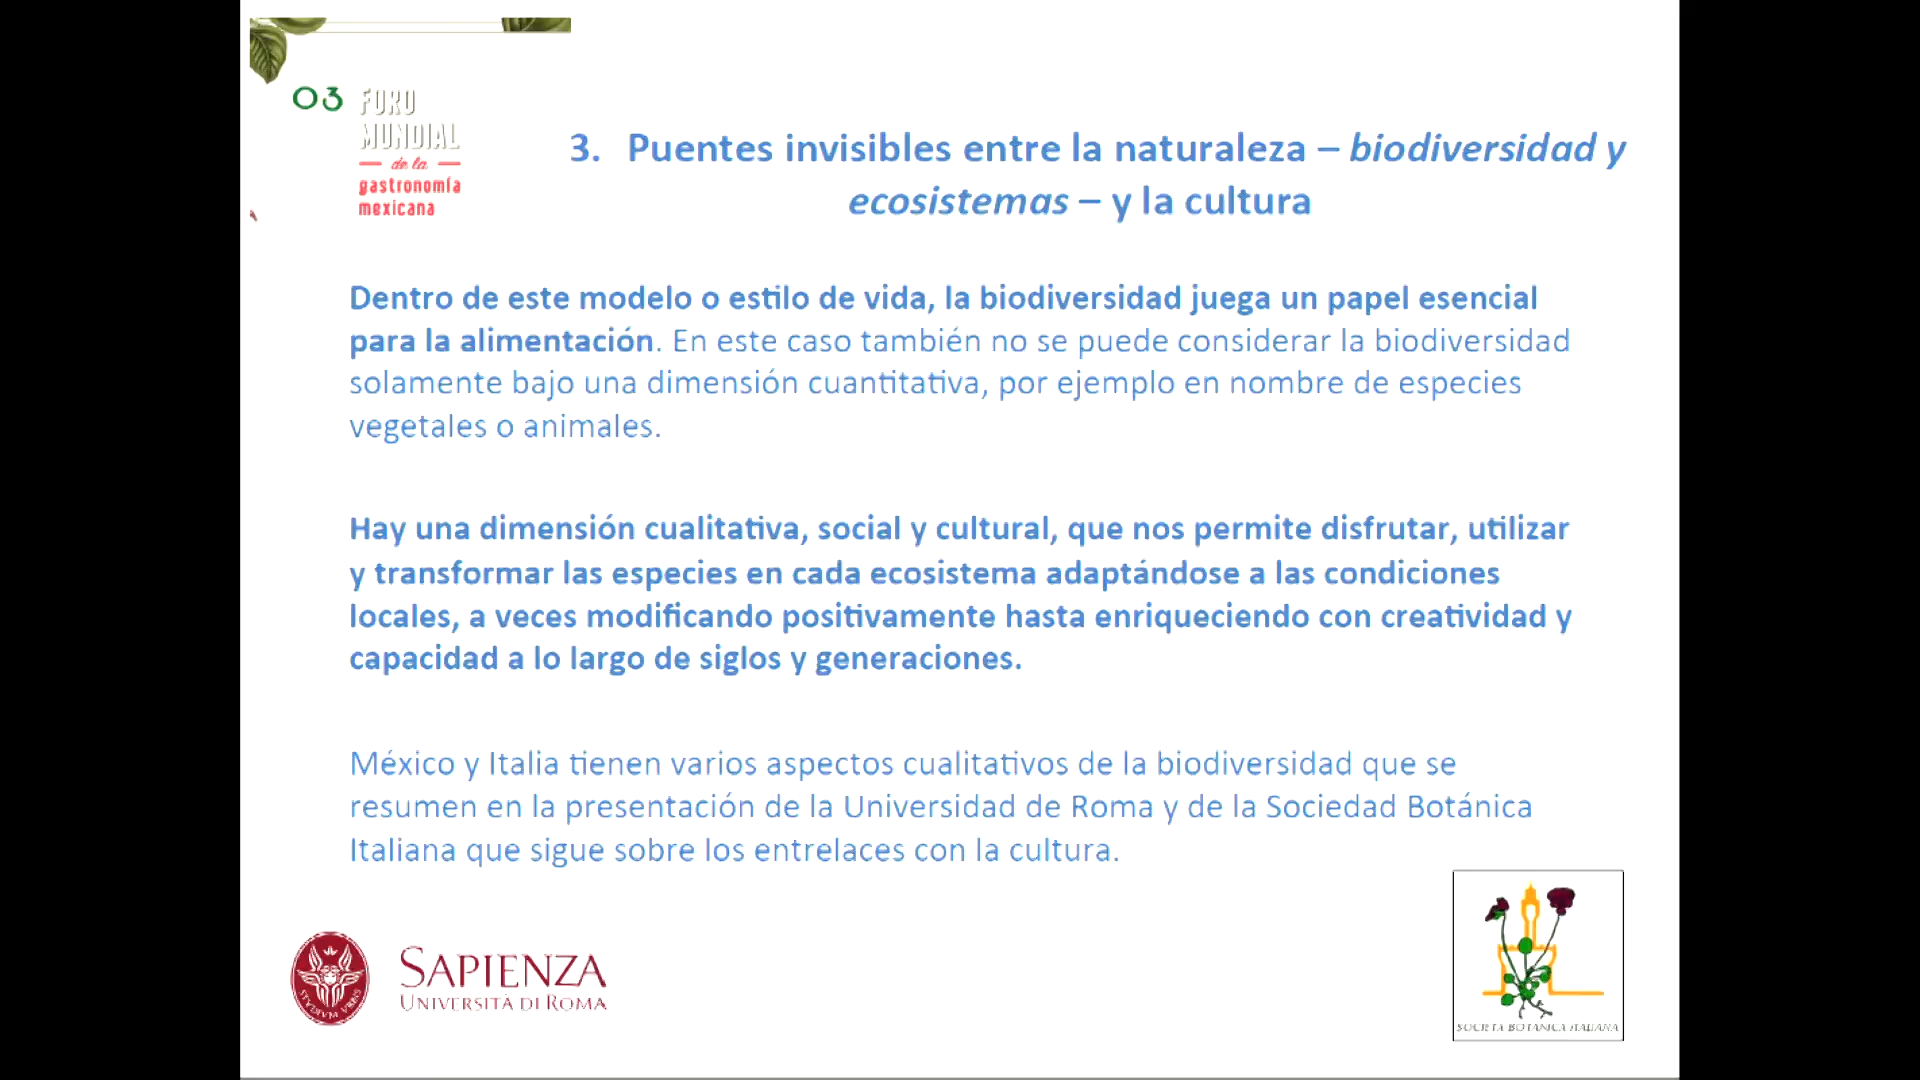 03 FORO
MUNDIAL
de la
gastronomía
mexicana
3. Puentes invisibles entre la naturaleza – biodiversidad y
ecosistemas – y la cultura
Dentro de este modelo o estilo de vida, la biodiversidad juega un papel esencial
para la alimentación. En este caso también no se puede considerar la biodiversidad
solamente bajo una dimensión cuantitativa, por ejemplo en nombre de especies
vegetales o animales.
Hay una dimensión cualitativa, social y cultural, que nos permite disfrutar, utilizar
y transformar las especies en cada ecosistema adaptándose a las condiciones
locales, a veces modificando positivamente hasta enriqueciendo con creatividad y
capacidad a lo largo de siglos y generaciones.
México y Italia tienen varios aspectos cualitativos de la biodiversidad que se
resumen en la presentación de la Universidad de Roma y de la Sociedad Botánica
Italiana que sigue sobre los entrelaces con la cultura.
STVDIVM VRBIS
SAPIENZA
UNIVERSITÀ DI ROMA
SOCIETÀ BOTANICA ITALIANA